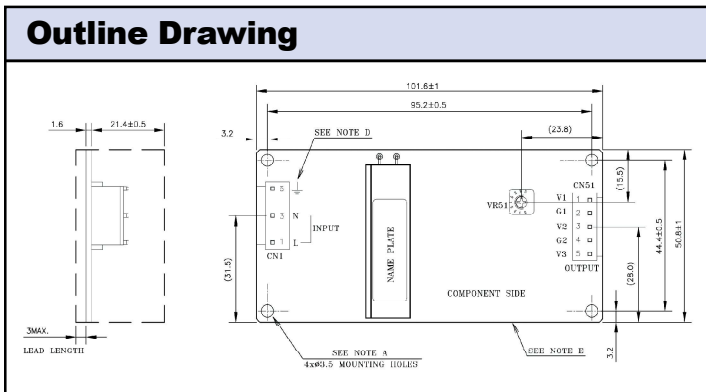 Outline Drawing
101.6±1
95.2±0.5
1.6
21.4±0.5
3.2
SEE NOTE D
(23.8)
(15.5)
CN51
VR51
V1 1
G1 2
V2 3
G2 4
V3 5
OUTPUT
5
3 N
1 L
INPUT
CN1
(31.5)
NAME PLATE
(28.0)
44.4±0.5
50.8±1
COMPONENT SIDE
3MAX.
LEAD LENGTH
SEE NOTE A
4xø3.5 MOUNTING HOLES
SEE NOTE E
3.2